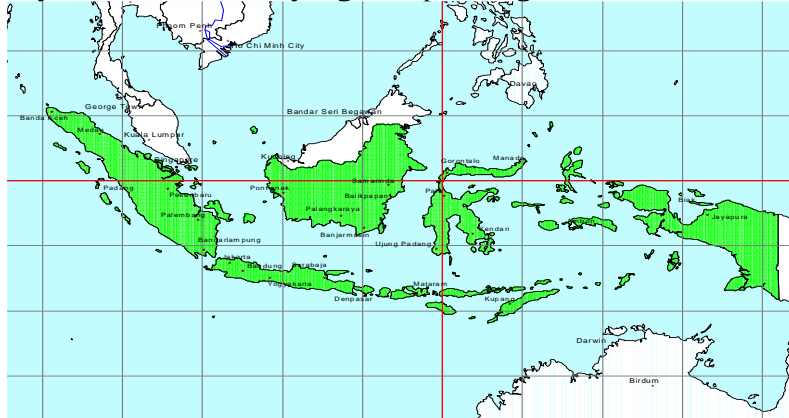 Phnom Penh
Ho Chi Minh City
Davao
George Town
Banda Aceh
Bandar Seri Begawan
Medan
Kuala Lumpur
Kuching
Gorontalo
Manado
Singapore
Padang
Pekanbaru
Pontianak
Samarinda
Balikpapan
Biak
Palembang
Palangkaraya
Jayapura
Kendari
Banjarmasin
Bandarlampung
Ujung Padang
Jakarta
Bandung
Surabaja
Yogyakarta
Denpasar
Mataram
Kupang
Darwin
Birdum